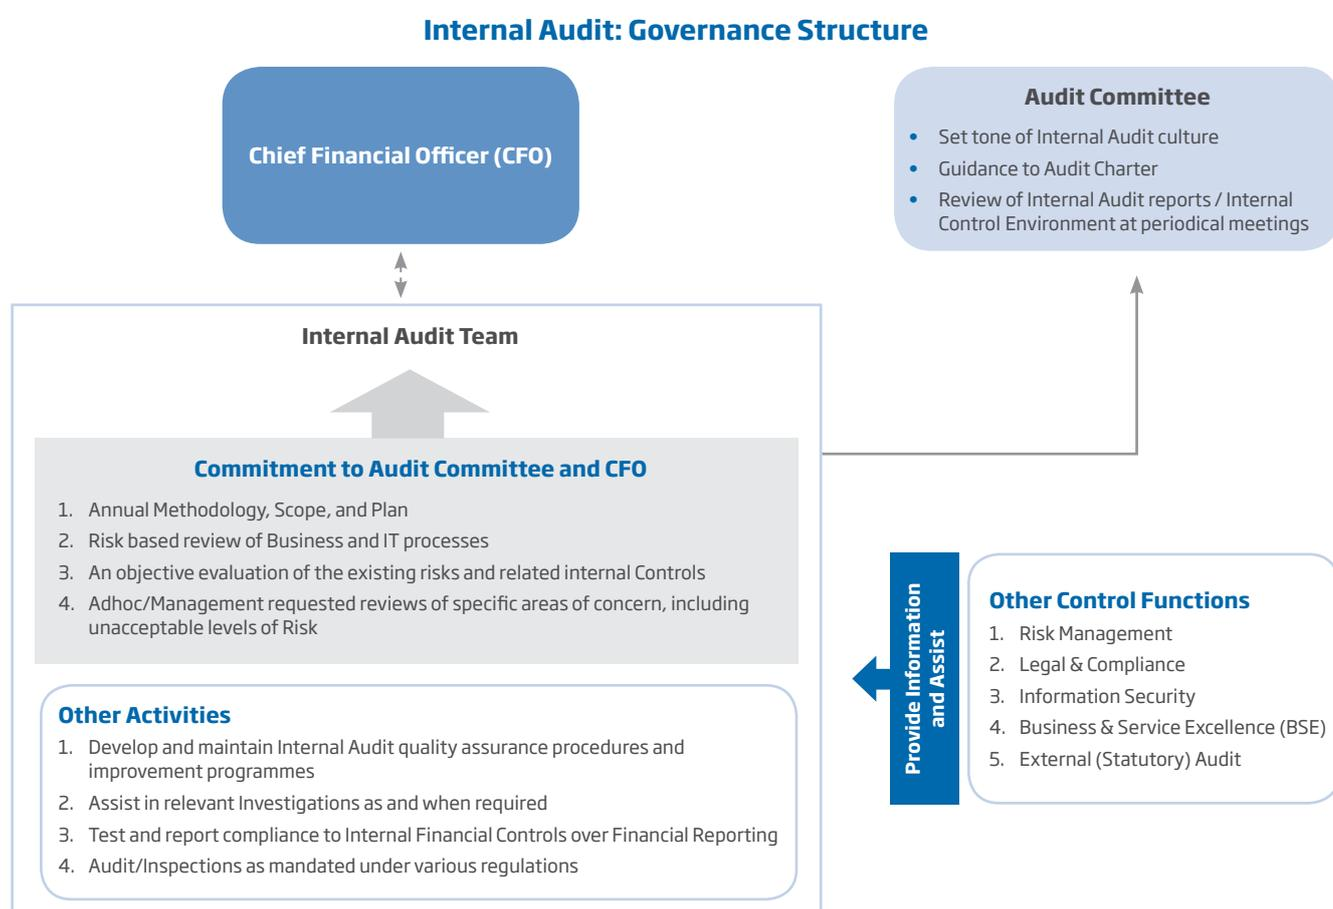 Internal Audit: Governance Structure
Chief Financial Officer (CFO)
Audit Committee
• Set tone of Internal Audit culture
• Guidance to Audit Charter
• Review of Internal Audit reports / Internal
Control Environment at periodical meetings
Internal Audit Team
Commitment to Audit Committee and CFO
1. Annual Methodology, Scope, and Plan
2. Risk based review of Business and IT processes
3. An objective evaluation of the existing risks and related internal Controls
4. Adhoc/Management requested reviews of specific areas of concern, including
unacceptable levels of Risk
Other Activities
1. Develop and maintain Internal Audit quality assurance procedures and
improvement programmes
2. Assist in relevant Investigations as and when required
3. Test and report compliance to Internal Financial Controls over Financial Reporting
4. Audit/Inspections as mandated under various regulations
Provide Information
and Assist
Other Control Functions
1. Risk Management
2. Legal & Compliance
3. Information Security
4. Business & Service Excellence (BSE)
5. External (Statutory) Audit